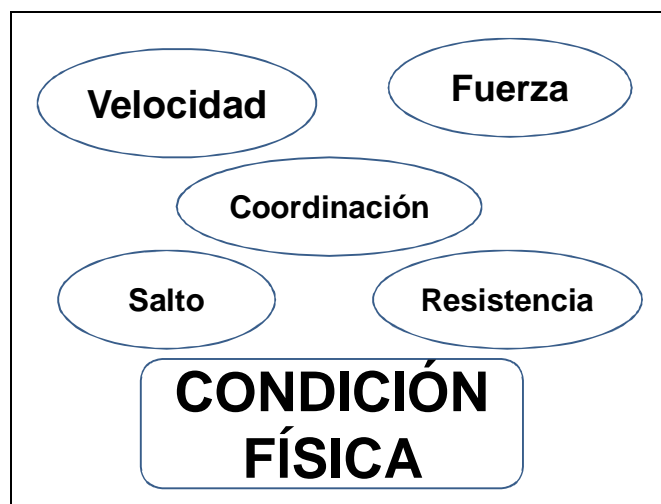 Velocidad
Fuerza
Coordinación
Salto
Resistencia
CONDICIÓN
FÍSICA